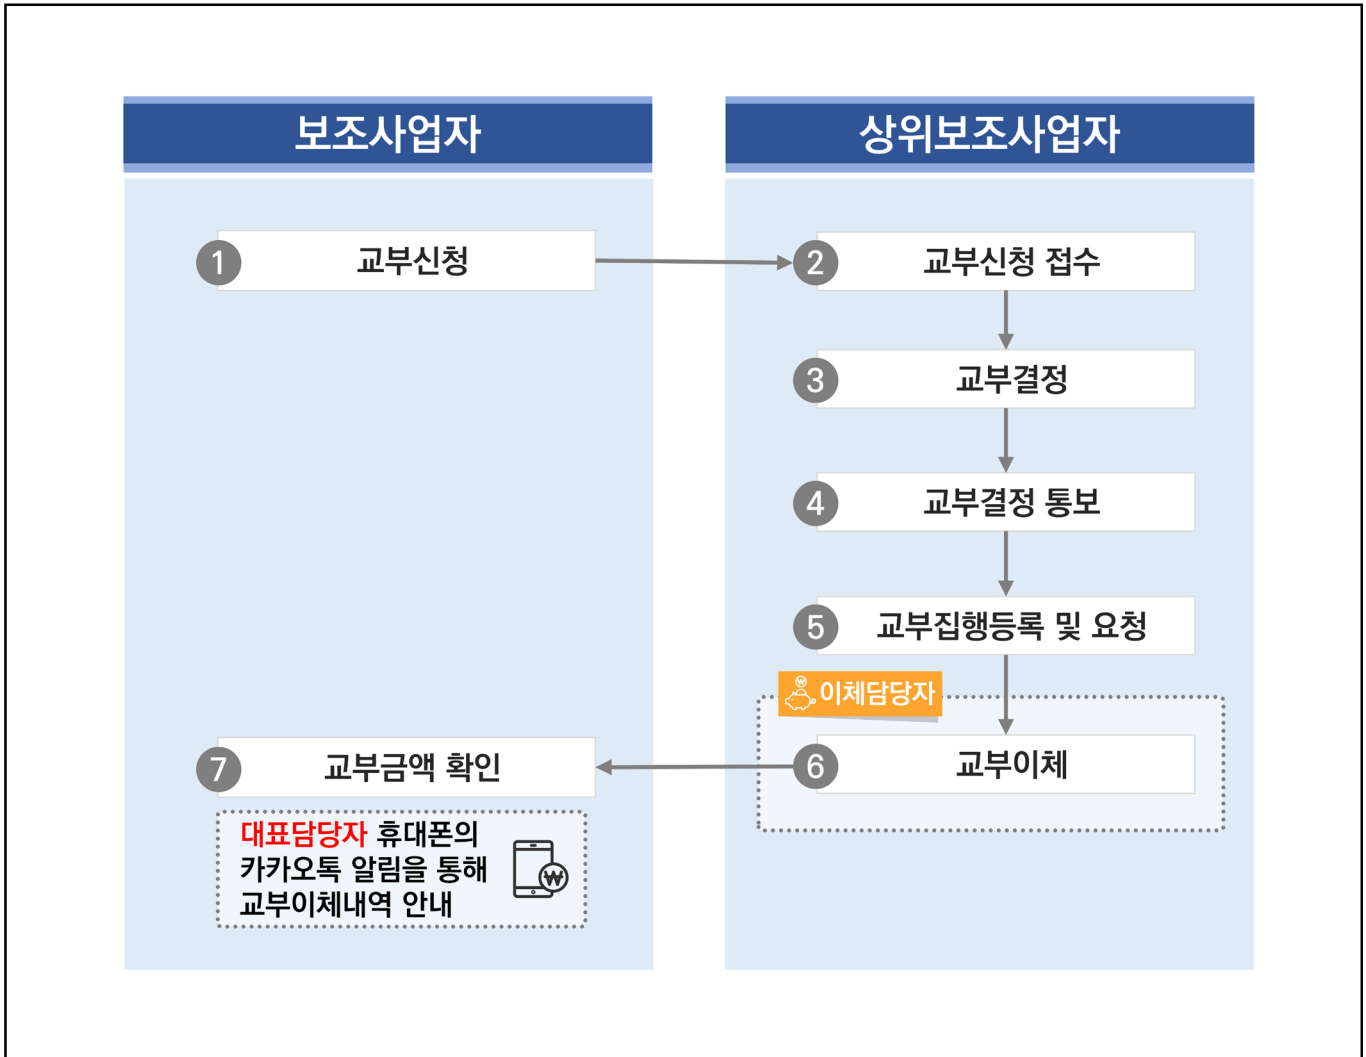 보조사업자
상위보조사업자
1 교부신청
2 교부신청 접수
3 교부결정
4 교부결정 통보
5 교부집행등록 및 요청
₩ 이체담당자
6 교부이체
7 교부금액 확인
대표담당자 휴대폰의
카카오톡 알림을 통해
교부이체내역 안내
₩